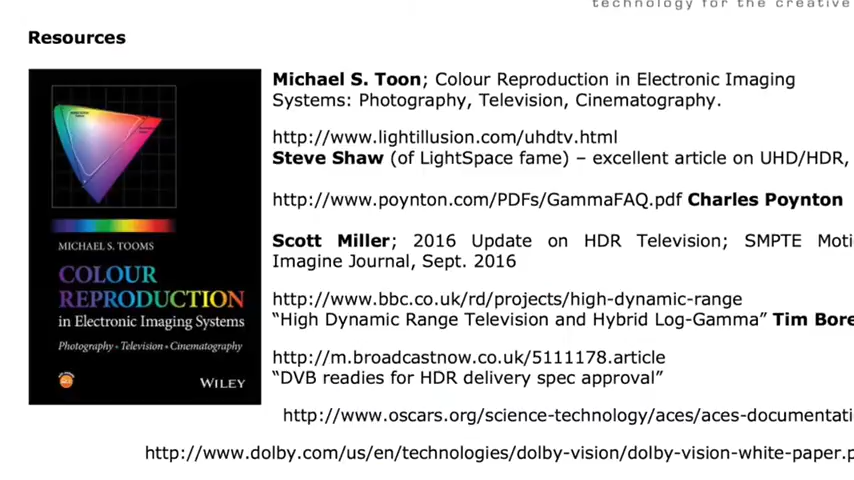 technology for the creative
Resources
Michael S. Toon; Colour Reproduction in Electronic Imaging
Systems: Photography, Television, Cinematography.
http://www.lightillusion.com/uhdtv.html
Steve Shaw (of LightSpace fame) – excellent article on UHD/HDR,
http://www.poynton.com/PDFs/GammaFAQ.pdf Charles Poynton
Scott Miller; 2016 Update on HDR Television; SMPTE Moti
Imagine Journal, Sept. 2016
http://www.bbc.co.uk/rd/projects/high-dynamic-range
“High Dynamic Range Television and Hybrid Log-Gamma” Tim Bore
http://m.broadcastnow.co.uk/5111178.article
“DVB readies for HDR delivery spec approval”
http://www.oscars.org/science-technology/aces/aces-documentati
http://www.dolby.com/us/en/technologies/dolby-vision/dolby-vision-white-paper.p
MICHAEL S. TOOMS
COLOUR
REPRODUCTION
in Electronic Imaging Systems
Photography • Television • Cinematography
WILEY